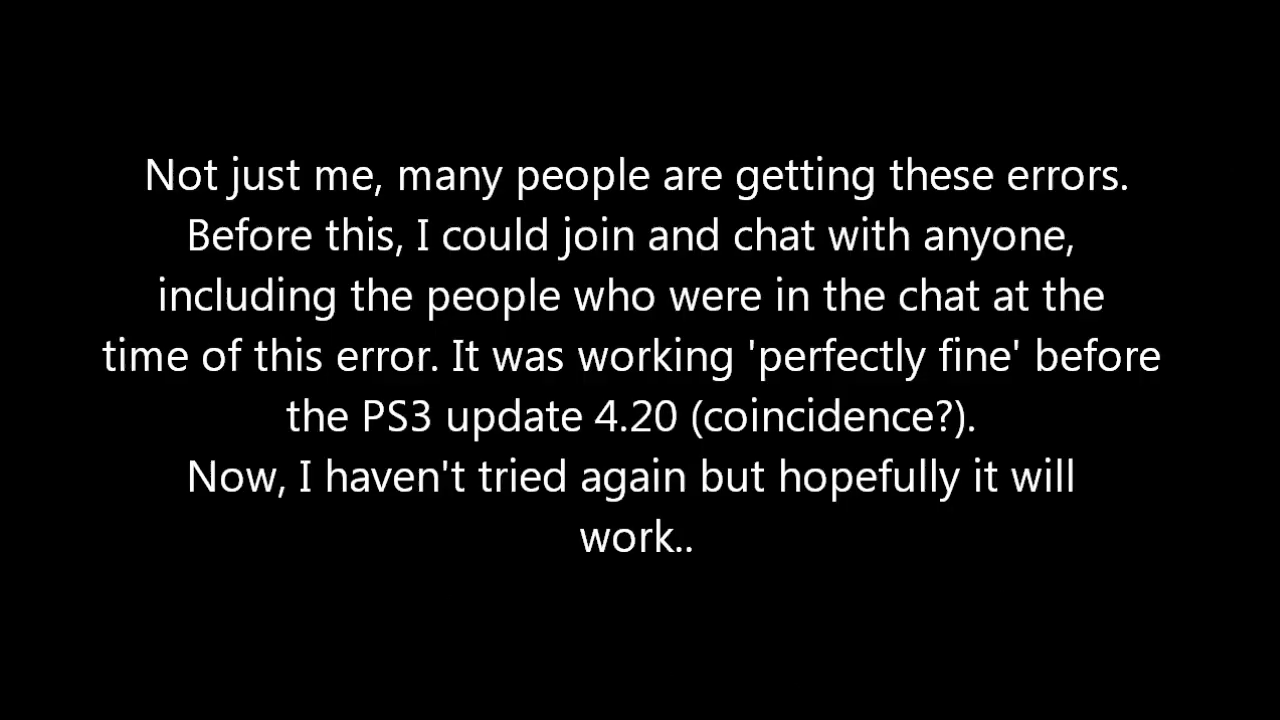 Not just me, many people are getting these errors.
Before this, I could join and chat with anyone,
including the people who were in the chat at the
time of this error. It was working 'perfectly fine' before
the PS3 update 4.20 (coincidence?).
Now, I haven't tried again but hopefully it will
work..